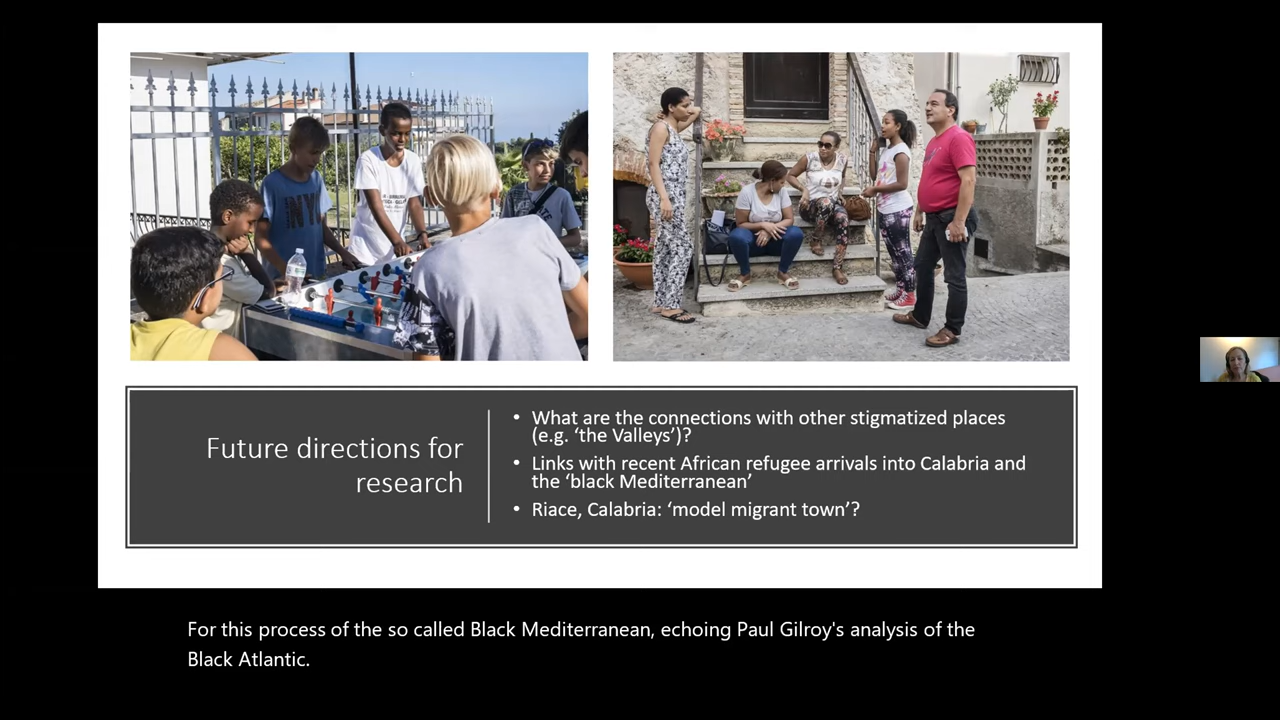 NY
Future directions for
research
• What are the connections with other stigmatized places
(e.g. ‘the Valleys’)?
• Links with recent African refugee arrivals into Calabria and
the ‘black Mediterranean’
• Riace, Calabria: ‘model migrant town’?
For this process of the so called Black Mediterranean, echoing Paul Gilroy's analysis of the
Black Atlantic.